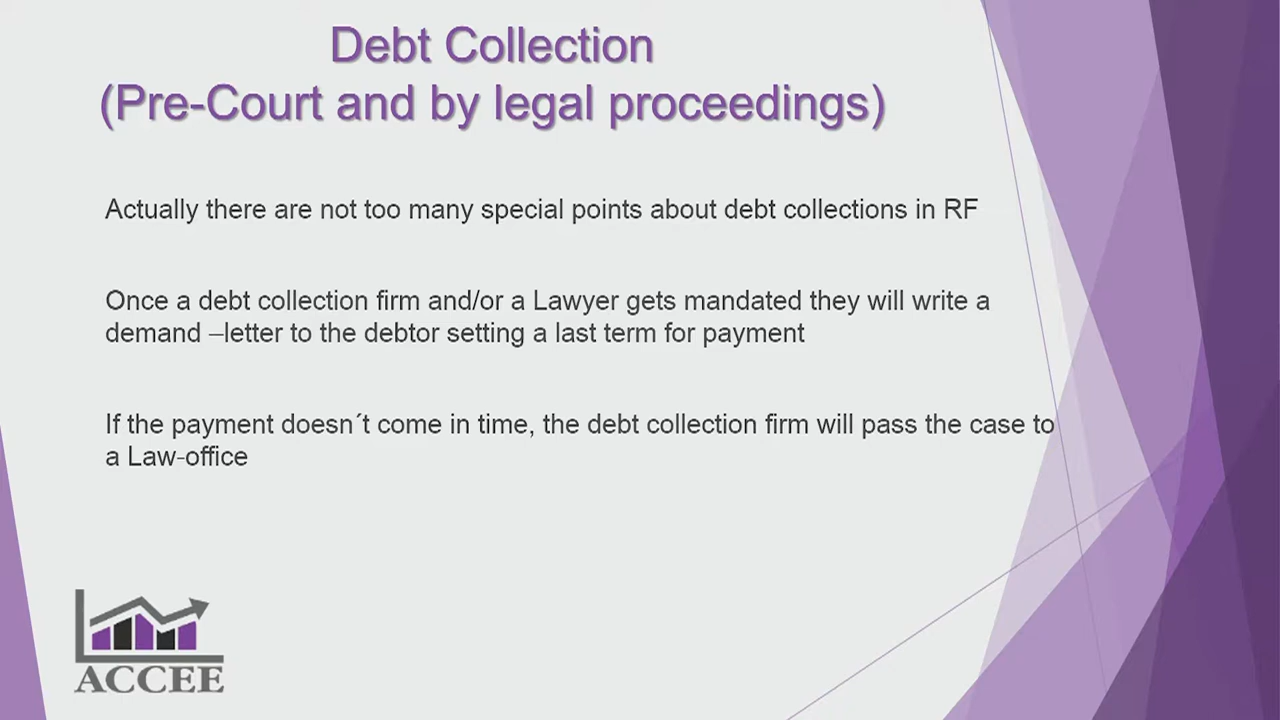 Debt Collection
(Pre-Court and by legal proceedings)
Actually there are not too many special points about debt collections in RF
Once a debt collection firm and/or a Lawyer gets mandated they will write a
demand –letter to the debtor setting a last term for payment
If the payment doesn´t come in time, the debt collection firm will pass the case to
a Law-office
ACCEE